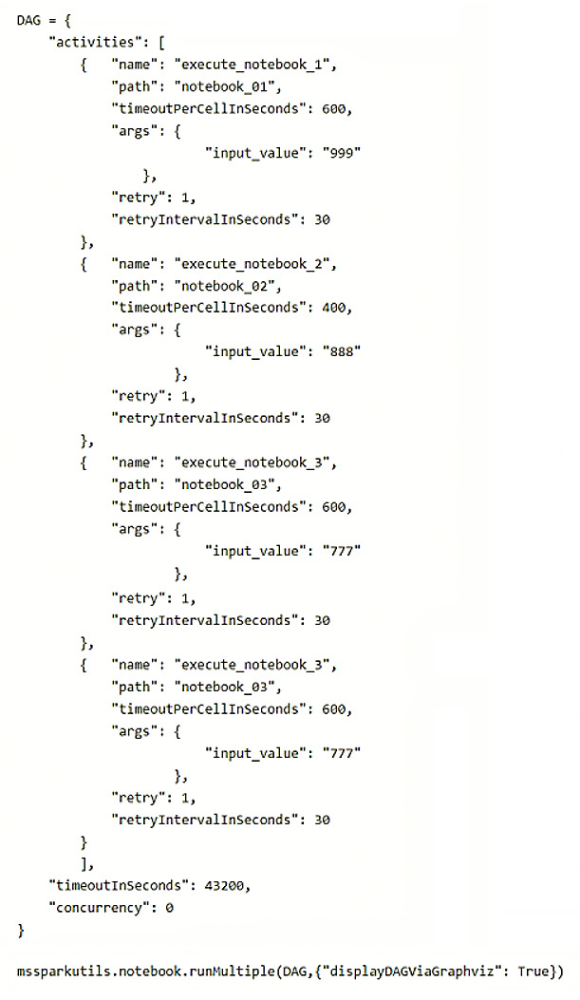 DAG = {
"activities": [
{ "name": "execute_notebook_1",
"path": "notebook_01",
"timeoutPerCellInSeconds": 600,
"args": {
"input_value": "999"
},
"retry": 1,
"retryIntervalInSeconds": 30
},
{ "name": "execute_notebook_2",
"path": "notebook_02",
"timeoutPerCellInSeconds": 400,
"args": {
"input_value": "888"
},
"retry": 1,
"retryIntervalInSeconds": 30
},
{ "name": "execute_notebook_3",
"path": "notebook_03",
"timeoutPerCellInSeconds": 600,
"args": {
"input_value": "777"
},
"retry": 1,
"retryIntervalInSeconds": 30
},
{ "name": "execute_notebook_3",
"path": "notebook_03",
"timeoutPerCellInSeconds": 600,
"args": {
"input_value": "777"
},
"retry": 1,
"retryIntervalInSeconds": 30
}
],
"timeoutInSeconds": 43200,
"concurrency": 0
}
mssparkutils.notebook.runMultiple(DAG,{"displayDAGViaGraphviz": True})